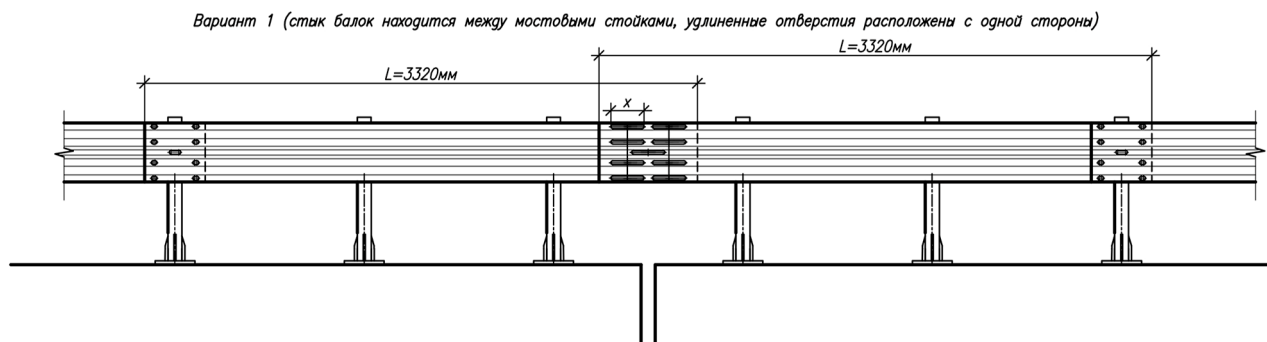 Вариант 1 (стык балок находится между мостовыми стойками, удлиненные отверстия расположены с одной стороны)
L=3320мм
L=3320мм
x